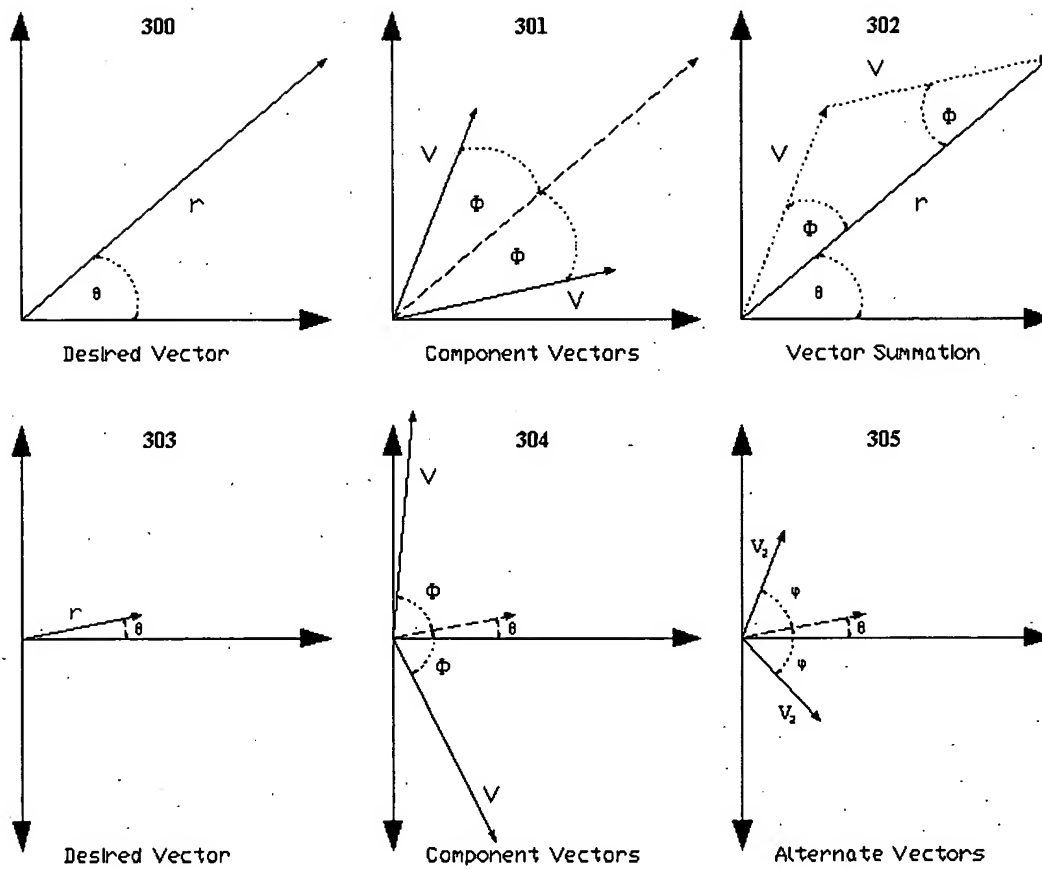 300
r
θ
Desired Vector
301
V
Φ
Φ
V
Component Vectors
302
V
V
Φ
Φ
r
θ
Vector Summation
303
r
θ
Desired Vector
304
V
Φ
θ
Φ
V
Component Vectors
305
V₂
φ
θ
φ
V₂
Alternate Vectors